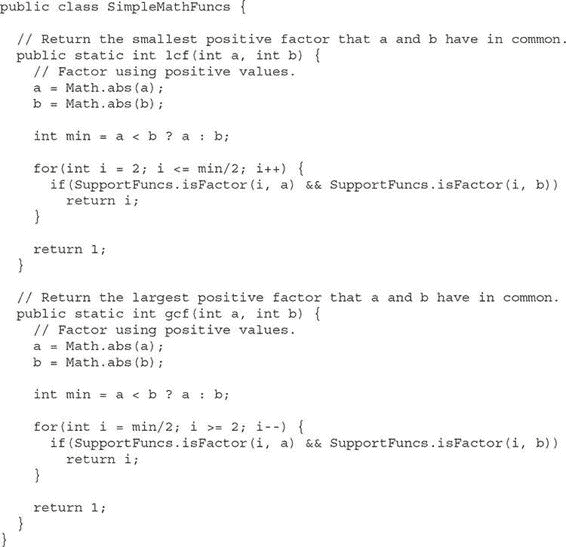 public class SimpleMathFuncs {
// Return the smallest positive factor that a and b have in common.
public static int lcf(int a, int b) {
// Factor using positive values.
a = Math.abs(a);
b = Math.abs(b);
int min = a < b ? a : b;
for(int i = 2; i <= min/2; i++) {
if(SupportFuncs.isFactor(i, a) && SupportFuncs.isFactor(i, b))
return i;
}
return 1;
}
// Return the largest positive factor that a and b have in common.
public static int gcf(int a, int b) {
// Factor using positive values.
a = Math.abs(a);
b = Math.abs(b);
int min = a < b ? a : b;
for(int i = min/2; i >= 2; i--) {
if(SupportFuncs.isFactor(i, a) && SupportFuncs.isFactor(i, b))
return i;
}
return 1;
}
}